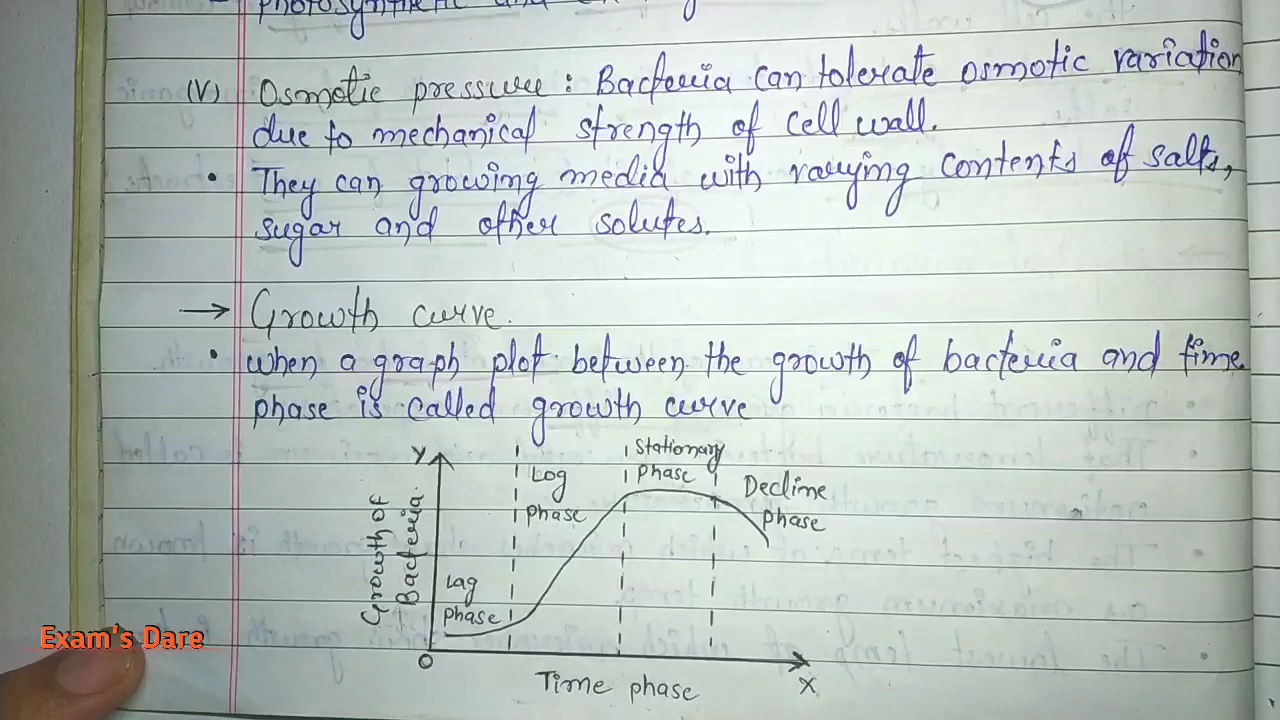 Photosynthetic and
(V) Osmotic pressure : Bacteria can tolerate osmotic variation
due to mechanical strength of cell wall.
• They can growing media with varying contents of salts,
sugar and other solutes.
→ Growth curve.
• when a graph plot between the growth of bacteria and time
phase is called growth curve
Y
Growth of
Bacteria.
Lag
phase
Log
phase
Stationary
phase
Decline
phase
O
Time phase
X
Exam's Dare